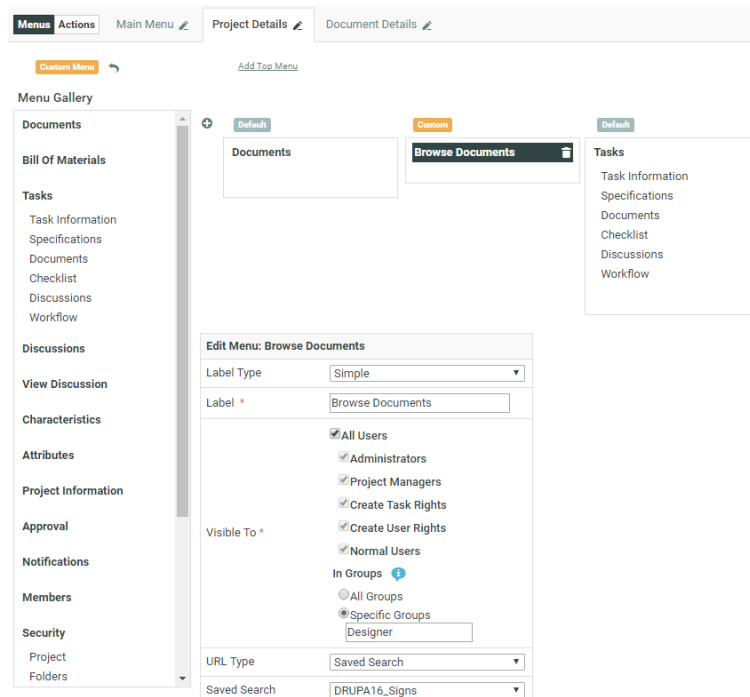 Menus Actions Main Menu Project Details Document Details
Custom Menu Add Top Menu
Menu Gallery
Documents
Bill Of Materials
Tasks
Task Information
Specifications
Documents
Checklist
Discussions
Workflow
Discussions
View Discussion
Characteristics
Attributes
Project Information
Approval
Notifications
Members
Security
Project
Folders
Default
Documents
Custom
Browse Documents
Default
Tasks
Task Information
Specifications
Documents
Checklist
Discussions
Workflow
Edit Menu: Browse Documents
Label Type Simple
Label * Browse Documents
Visible To *
All Users
Administrators
Project Managers
Create Task Rights
Create User Rights
Normal Users
In Groups
All Groups
Specific Groups
Designer
URL Type Saved Search
Saved Search DRUPA16_Signs